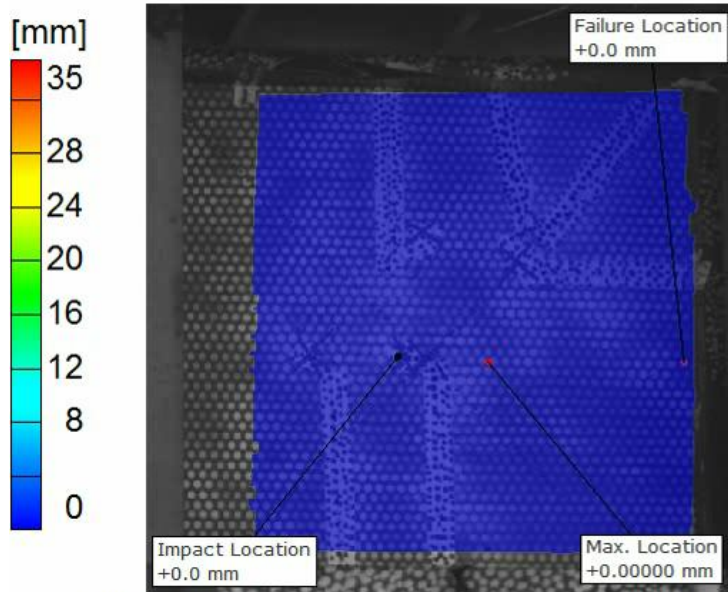 [mm]
35
28
24
20
16
12
8
0
Failure Location
+0.0 mm
Impact Location
+0.0 mm
Max. Location
+0.00000 mm